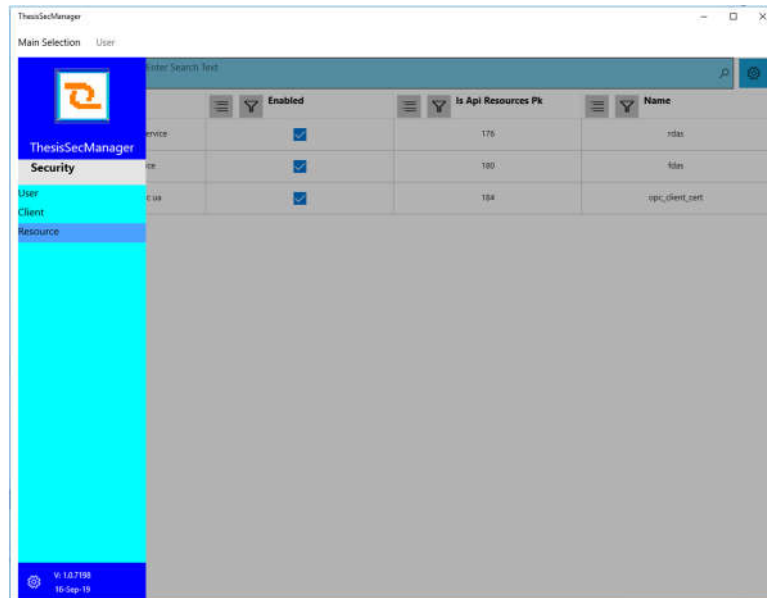 ThesisSecManager
Main Selection User
Enter Search Text
Enabled Is Api Resources Pk Name
ervice 176 rdas
ice 180 fdas
c ua 184 opc_client_cert
ThesisSecManager
Security
User
Client
Resource
V: 1.0.7198
16-Sep-19